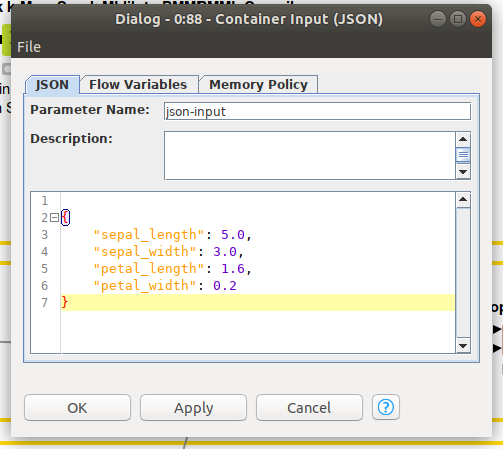 Dialog - 0:88 - Container Input (JSON)
File
JSON Flow Variables Memory Policy
Parameter Name: json-input
Description:
1
2 {
3 "sepal_length": 5.0,
4 "sepal_width": 3.0,
5 "petal_length": 1.6,
6 "petal_width": 0.2
7 }
OK Apply Cancel ?